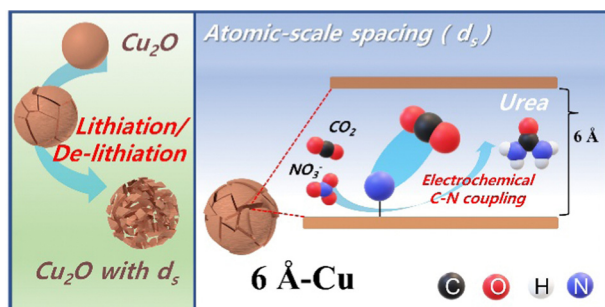 Cu₂O
Lithiation/
De-lithiation
Cu₂O with dₛ
Atomic-scale spacing ( dₛ )
CO₂
NO₃⁻
Urea
6 Å
Electrochemical
C-N coupling
6 Å-Cu
C O H N